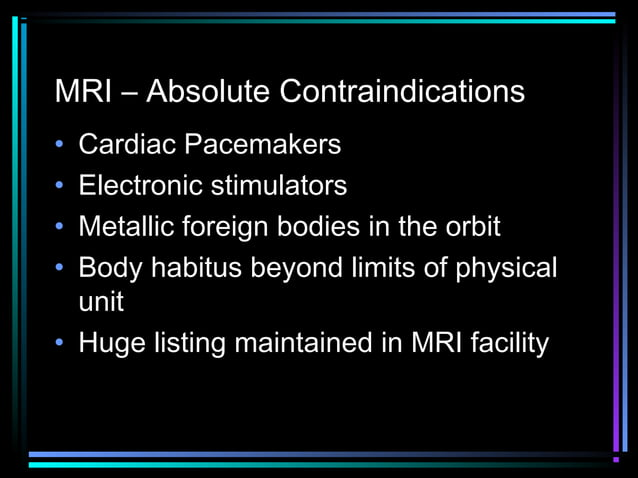 MRI – Absolute Contraindications
• Cardiac Pacemakers
• Electronic stimulators
• Metallic foreign bodies in the orbit
• Body habitus beyond limits of physical
unit
• Huge listing maintained in MRI facility